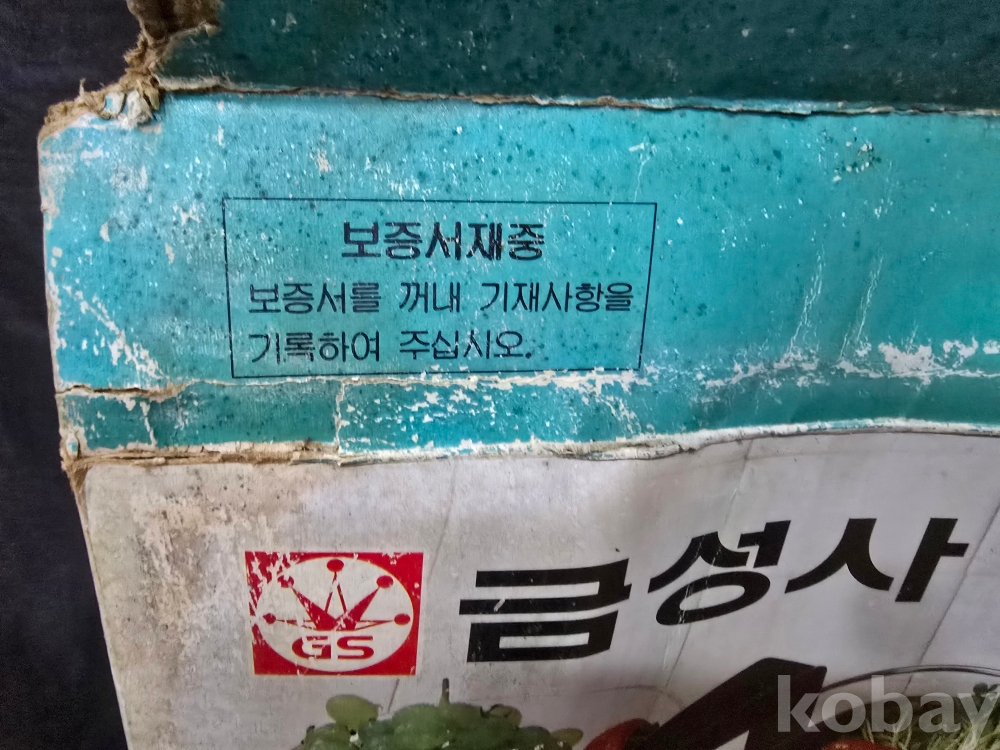 보증서재중
보증서를 꺼내 기재사항을
기록하여 주십시오.
GS
금성사
kobay